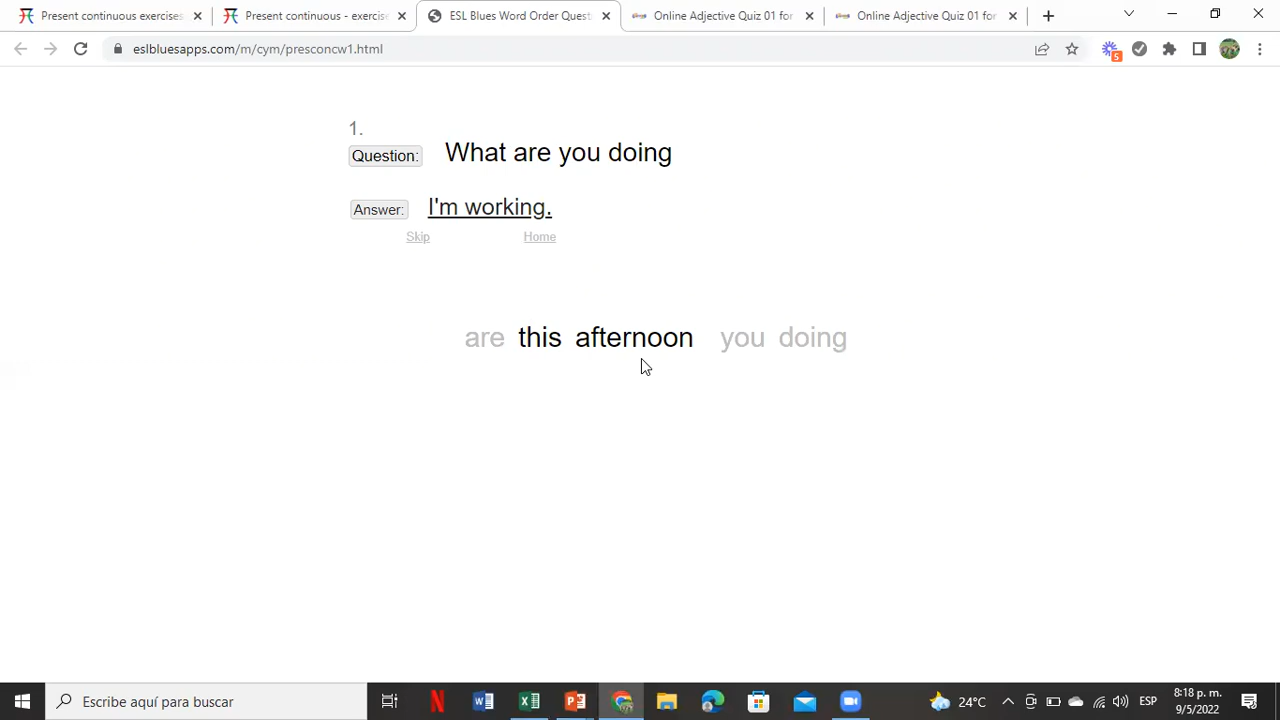 Present continuous exercises
Present continuous - exercise
ESL Blues Word Order Quest
Online Adjective Quiz 01 for
Online Adjective Quiz 01 for
eslbluesapps.com/m/cym/presconcw1.html
5
1.
Question: What are you doing
Answer: I'm working.
Skip Home
are this afternoon you doing
Escribe aquí para buscar
24°C
ESP
8:18 p. m.
9/5/2022